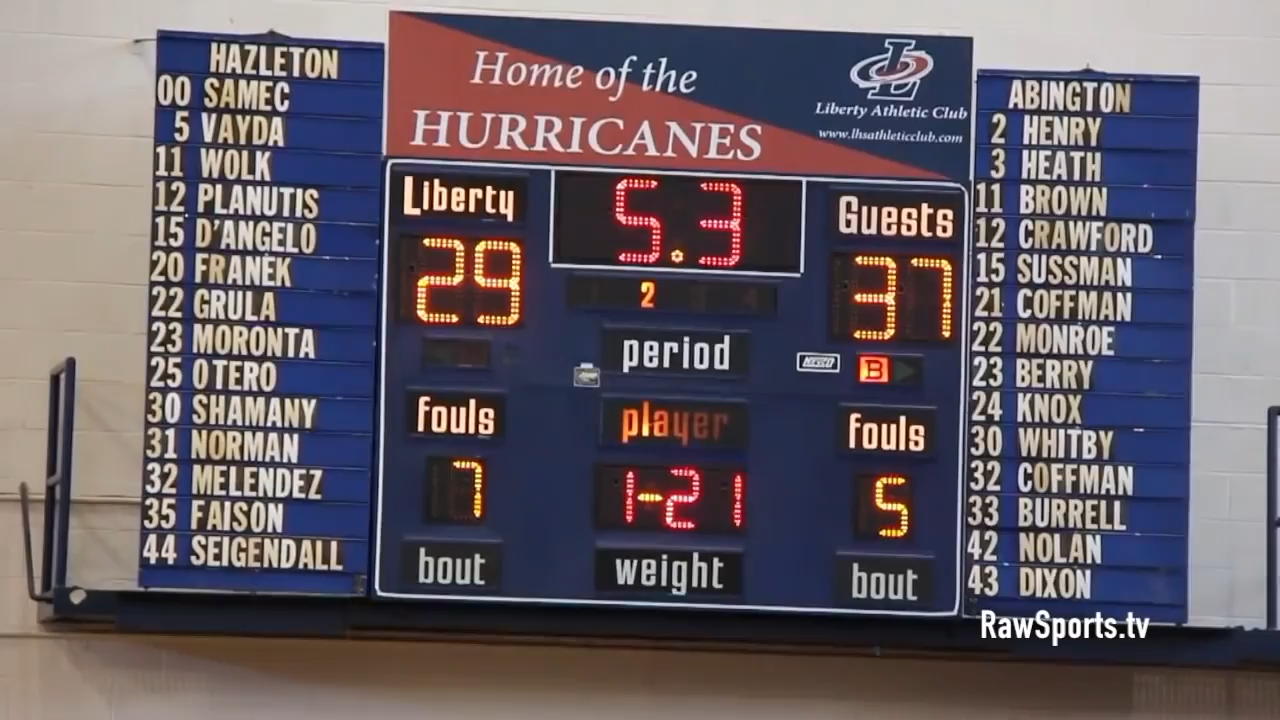 HAZLETON
00 SAMEC
5 VAYDA
11 WOLK
12 PLANUTIS
15 D'ANGELO
20 FRANEK
22 GRULA
23 MORONTA
25 OTERO
30 SHAMANY
31 NORMAN
32 MELENDEZ
35 FAISON
44 SEIGENDALL
Home of the
HURRICANES
L
Liberty Athletic Club
www.lhsathleticclub.com
Liberty
5.3
Guests
29
2
37
period
B
fouls
player
fouls
7
1-21
5
bout
weight
bout
ABINGTON
2 HENRY
3 HEATH
11 BROWN
12 CRAWFORD
15 SUSSMAN
21 COFFMAN
22 MONROE
23 BERRY
24 KNOX
30 WHITBY
32 COFFMAN
33 BURRELL
42 NOLAN
43 DIXON
RawSports.tv